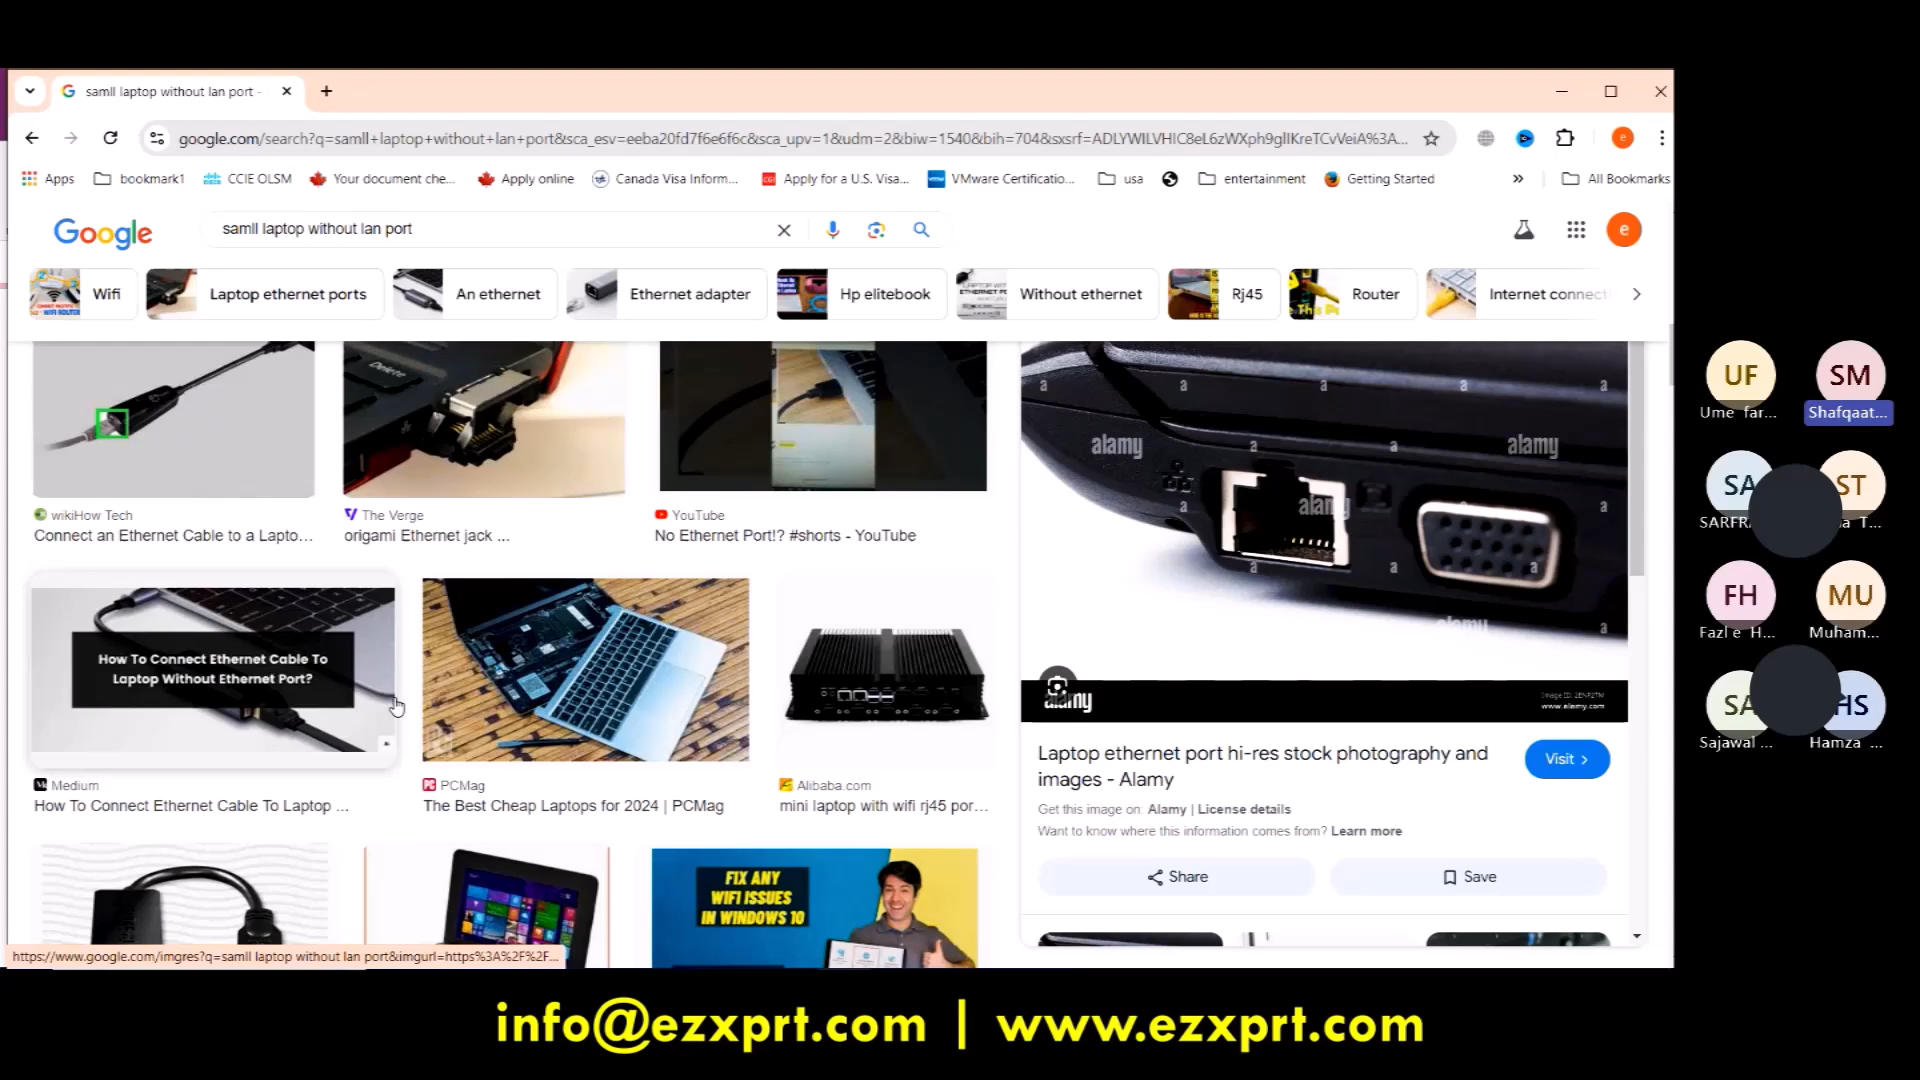 samll laptop without lan port -
google.com/search?q=samll+laptop+without+lan+port&sca_esv=eeba20fd7f6e6f6c&sca_upv=1&udm=2&biw=1540&bih=704&sxsrf=ADLYWILVHIC8eL6zWXph9glIKreTCvVeiA%3A...
Apps
bookmark1
CCIE OLSM
Your document che...
Apply online
Canada Visa Inform...
Apply for a U.S. Visa...
VMware Certificatio...
usa
entertainment
Getting Started
»
All Bookmarks
Google
samll laptop without lan port
e
Wifi
Laptop ethernet ports
An ethernet
Ethernet adapter
Hp elitebook
Without ethernet
Rj45
Router
Internet connect
Delete
wikiHow Tech
Connect an Ethernet Cable to a Lapto...
The Verge
origami Ethernet jack ...
YouTube
No Ethernet Port!? #shorts - YouTube
How To Connect Ethernet Cable To
Laptop Without Ethernet Port?
Medium
How To Connect Ethernet Cable To Laptop ...
PCMag
The Best Cheap Laptops for 2024 | PCMag
Alibaba.com
mini laptop with wifi rj45 por...
FIX ANY
WIFI ISSUES
IN WINDOWS 10
https://www.google.com/imgres?q=samll laptop without lan port&imgurl=https%3A%2F%2F...
alamy
alamy
alamy
alamy
alamy
www.alamy.com
Laptop ethernet port hi-res stock photography and
images - Alamy
Visit
Get this image on: Alamy | License details
Want to know where this information comes from? Learn more
Share
Save
UF
SM
Ume far...
Shafqaat...
SA
ST
SARFR
a T...
FH
MU
Fazl e H...
Muham...
SA
HS
Sajawal ...
Hamza ...
info@ezxprt.com | www.ezxprt.com